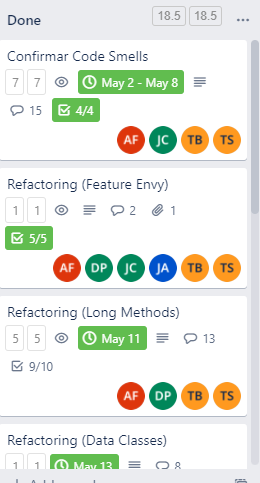 Done 18.5 18.5
Confirmar Code Smells
7 7 May 2 - May 8
15 4/4
AF JC TB TS
Refactoring (Feature Envy)
1 1 2 1
5/5
AF DP JC JA TB TS
Refactoring (Long Methods)
5 5 May 11 13
9/10
AF DP TB TS
Refactoring (Data Classes)
1 1 May 13 8